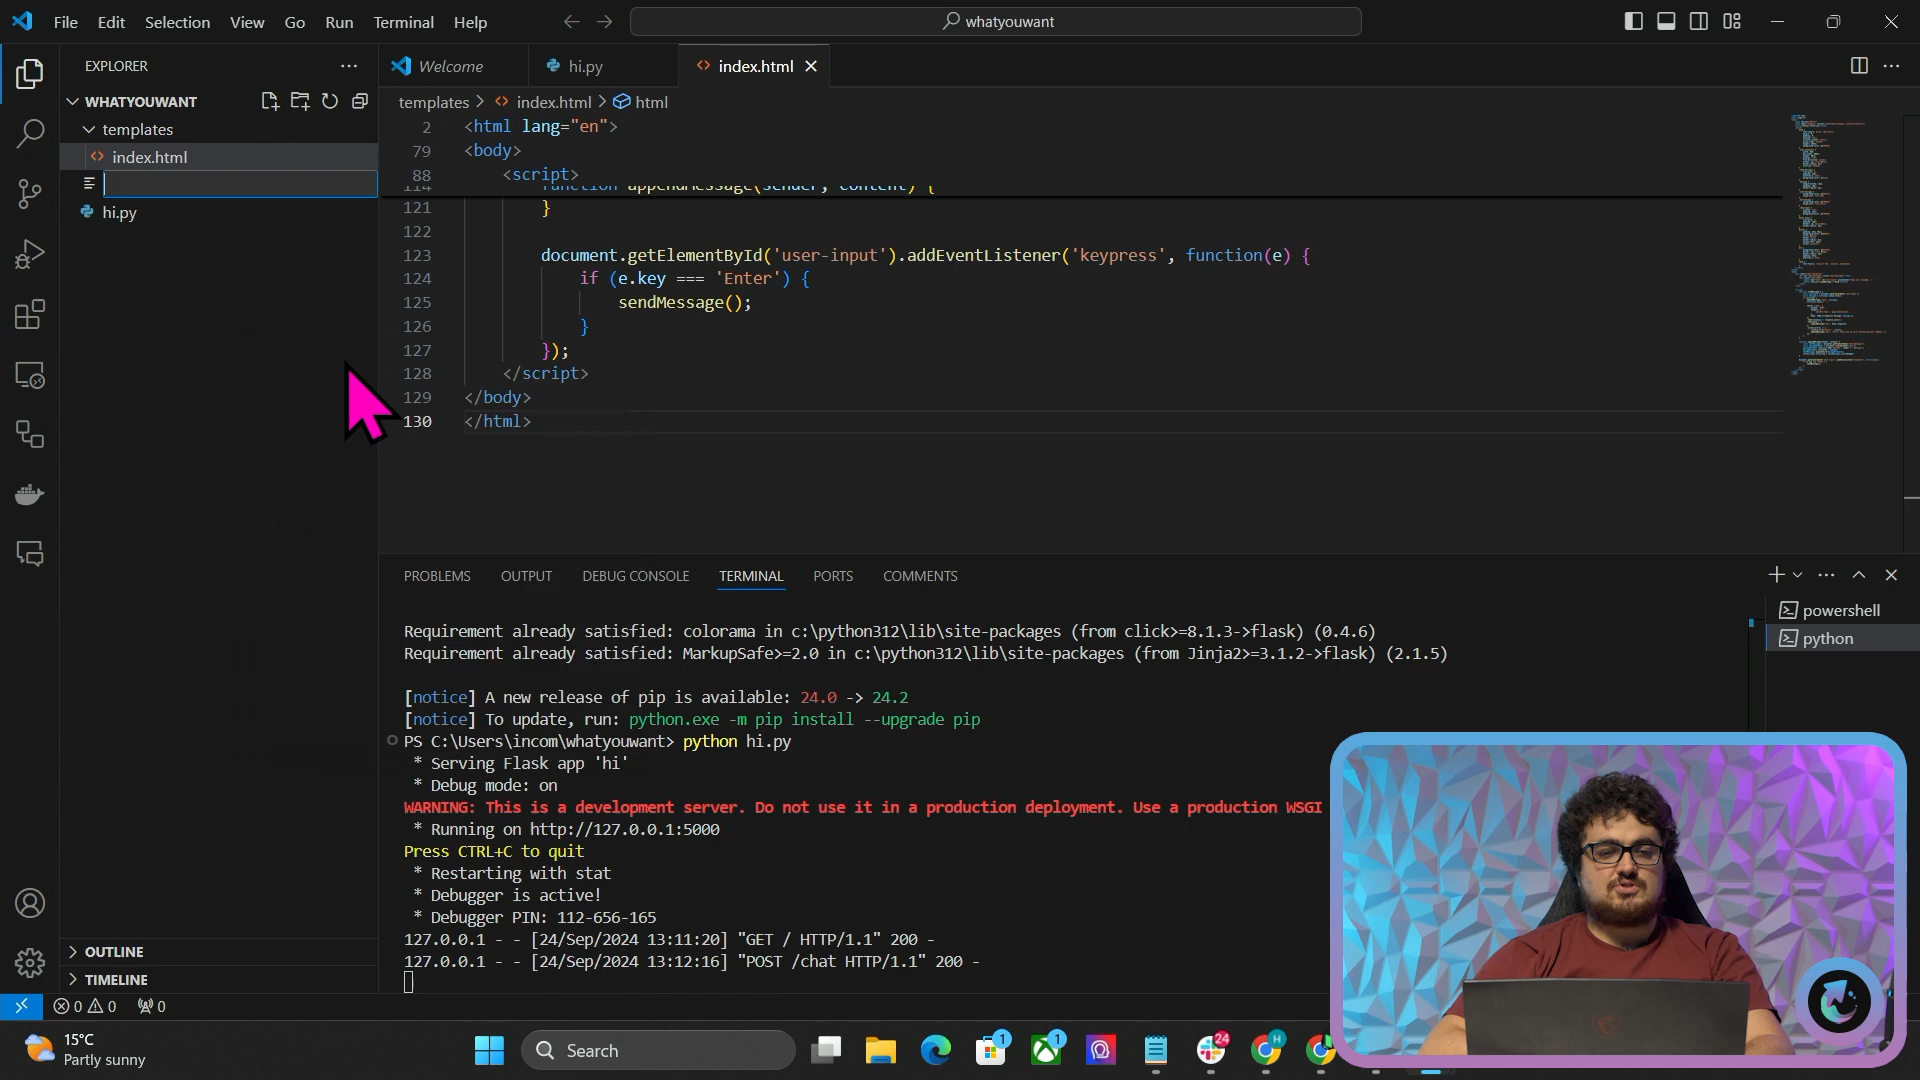 File Edit Selection View Go Run Terminal Help
whatyouwant
EXPLORER
WHATYOUWANT
templates
index.html
hi.py
OUTLINE
TIMELINE
Welcome
hi.py
index.html
templates > index.html > html
2 <html lang="en">
79 <body>
88 <script>
114 function appendMessage(sender, content) {
121 }
122
123 document.getElementById('user-input').addEventListener('keypress', function(e) {
124 if (e.key === 'Enter') {
125 sendMessage();
126 }
127 });
128 </script>
129 </body>
130 </html>
PROBLEMS OUTPUT DEBUG CONSOLE TERMINAL PORTS COMMENTS
powershell
python
Requirement already satisfied: colorama in c:\python312\lib\site-packages (from click>=8.1.3->flask) (0.4.6)
Requirement already satisfied: MarkupSafe>=2.0 in c:\python312\lib\site-packages (from Jinja2>=3.1.2->flask) (2.1.5)
[notice] A new release of pip is available: 24.0 -> 24.2
[notice] To update, run: python.exe -m pip install --upgrade pip
PS C:\Users\incom\whatyouwant> python hi.py
* Serving Flask app 'hi'
* Debug mode: on
WARNING: This is a development server. Do not use it in a production deployment. Use a production WSGI
* Running on http://127.0.0.1:5000
Press CTRL+C to quit
* Restarting with stat
* Debugger is active!
* Debugger PIN: 112-656-165
127.0.0.1 - - [24/Sep/2024 13:11:20] "GET / HTTP/1.1" 200 -
127.0.0.1 - - [24/Sep/2024 13:12:16] "POST /chat HTTP/1.1" 200 -
0 0 0
15°C
Partly sunny
Search
1
1
24
H